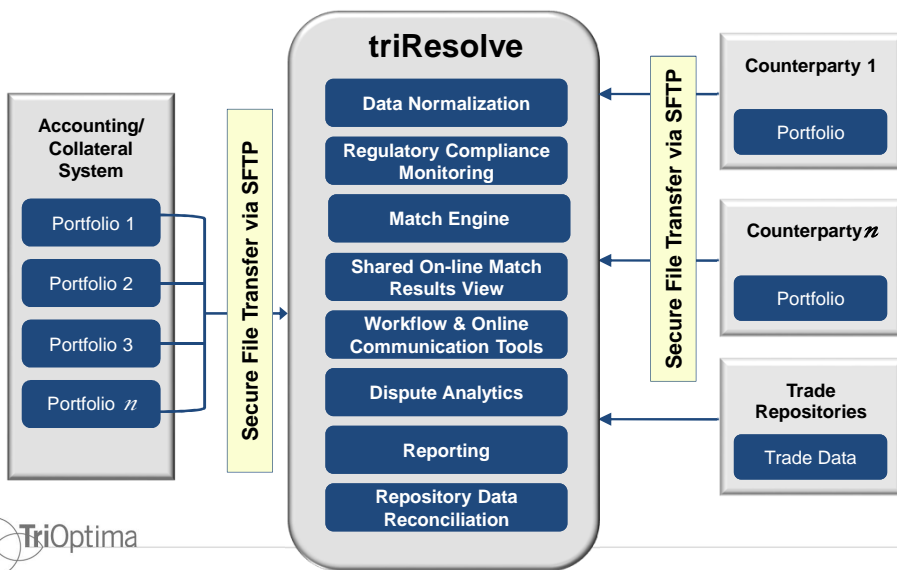 Accounting/
Collateral
System
Portfolio 1
Portfolio 2
Portfolio 3
Portfolio n
Secure File Transfer via SFTP
triResolve
Data Normalization
Regulatory Compliance
Monitoring
Match Engine
Shared On-line Match
Results View
Workflow & Online
Communication Tools
Dispute Analytics
Reporting
Repository Data
Reconciliation
Secure File Transfer via SFTP
Counterparty 1
Portfolio
Counterparty n
Portfolio
Trade
Repositories
Trade Data
TriOptima